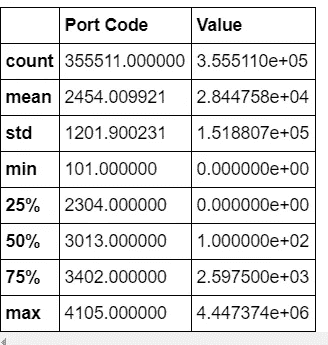 Port Code Value
count 355511.000000 3.555110e+05
mean 2454.009921 2.844758e+04
std 1201.900231 1.518807e+05
min 101.000000 0.000000e+00
25% 2304.000000 0.000000e+00
50% 3013.000000 1.000000e+02
75% 3402.000000 2.597500e+03
max 4105.000000 4.447374e+06